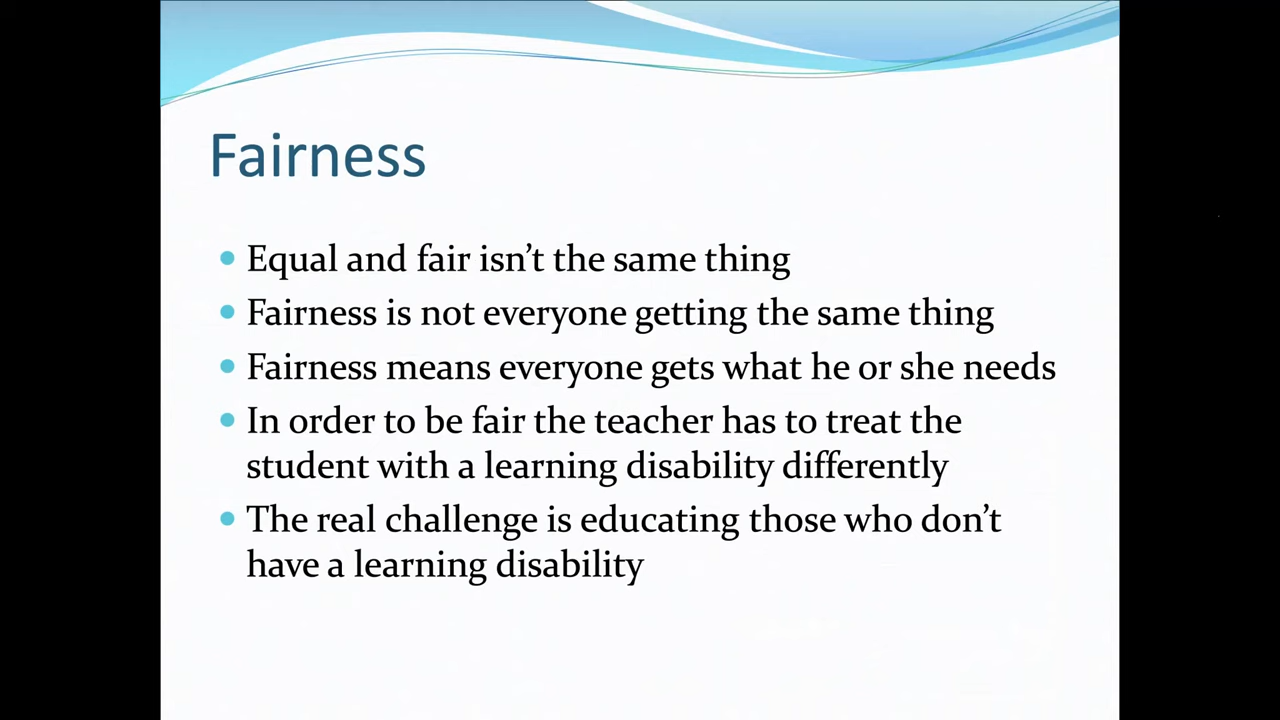 Fairness
Equal and fair isn’t the same thing
Fairness is not everyone getting the same thing
Fairness means everyone gets what he or she needs
In order to be fair the teacher has to treat the
student with a learning disability differently
The real challenge is educating those who don’t
have a learning disability